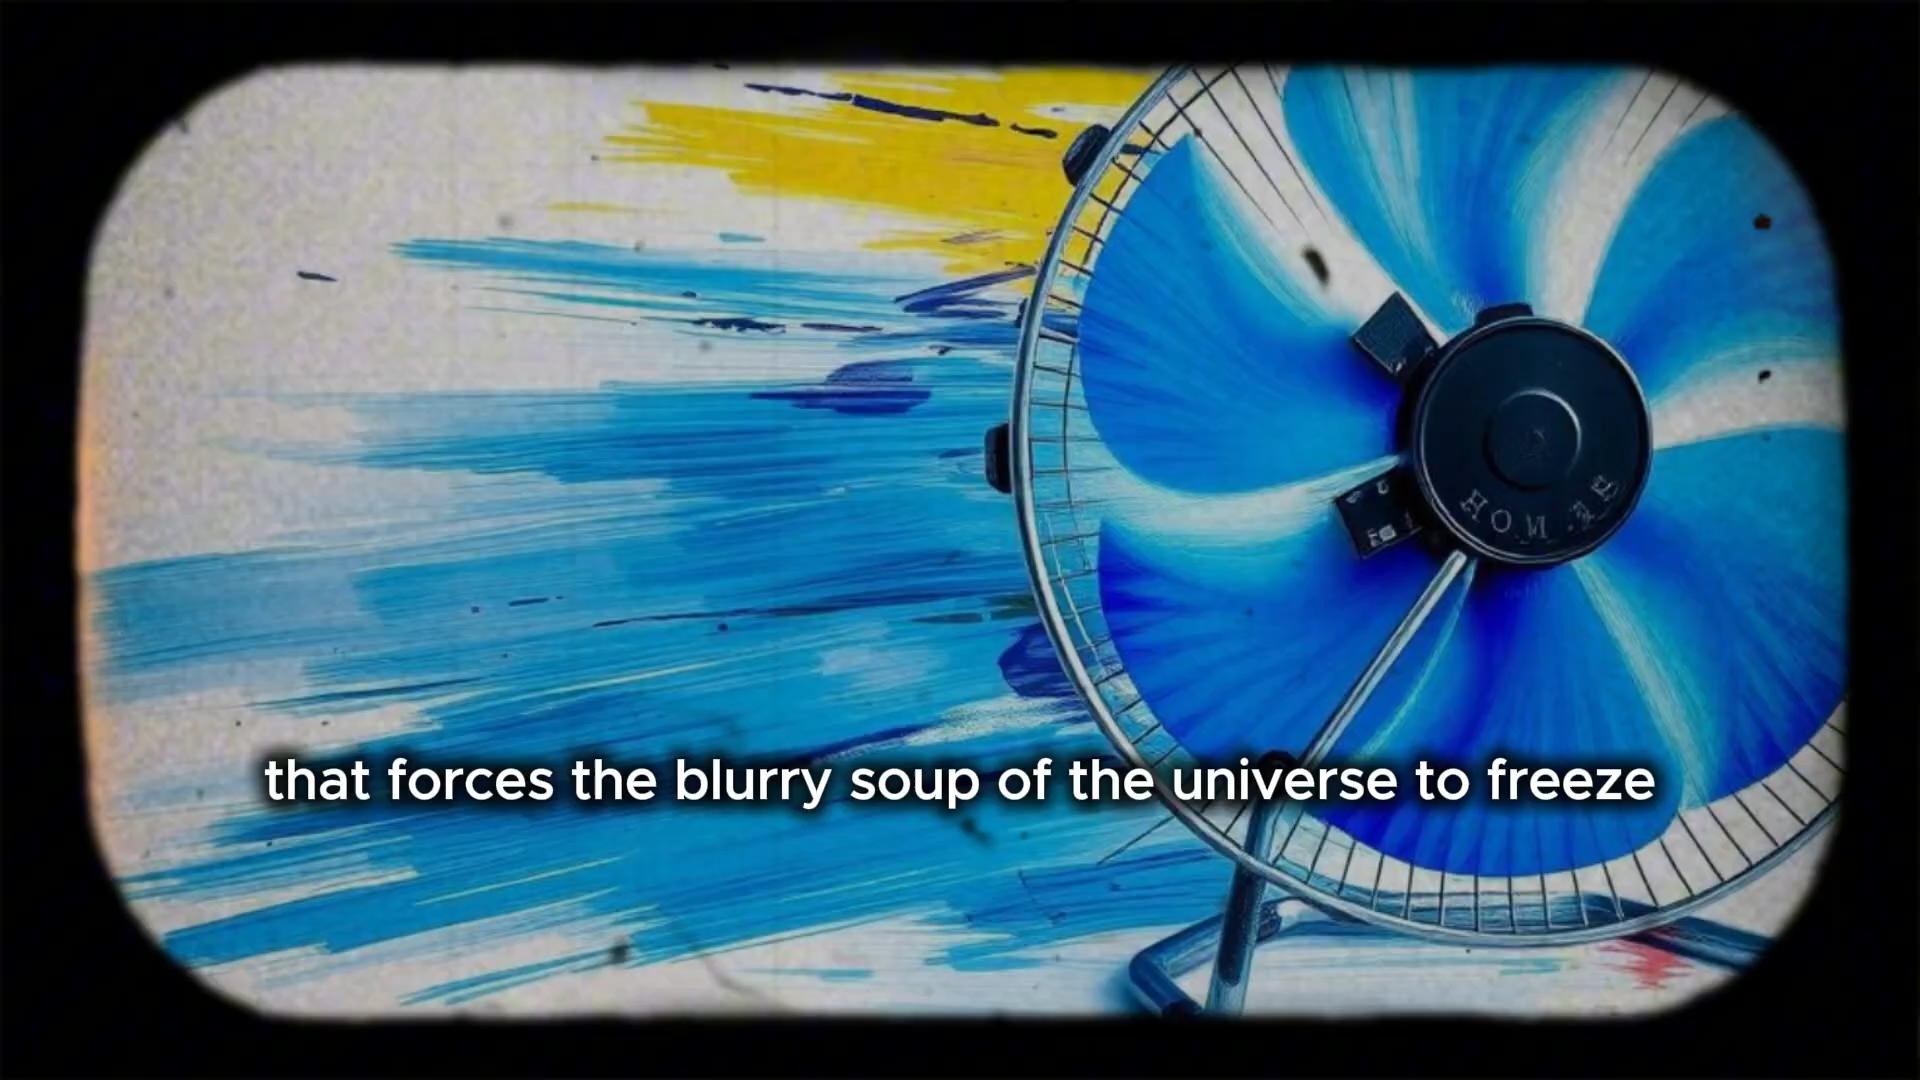 that forces the blurry soup of the universe to freeze